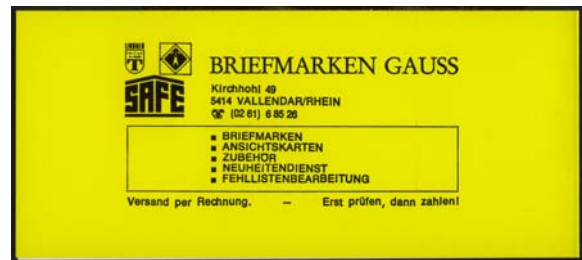 LINDNER
SAFE
BRIEFMARKEN GAUSS
Kirchhohl 49
5414 VALLENDAR/RHEIN
☎ (02 61) 6 85 26
■ BRIEFMARKEN
■ ANSICHTSKARTEN
■ ZUBEHÖR
■ NEUHEITENDIENST
■ FEHLLISTENBEARBEITUNG
Versand per Rechnung. — Erst prüfen, dann zahlen!